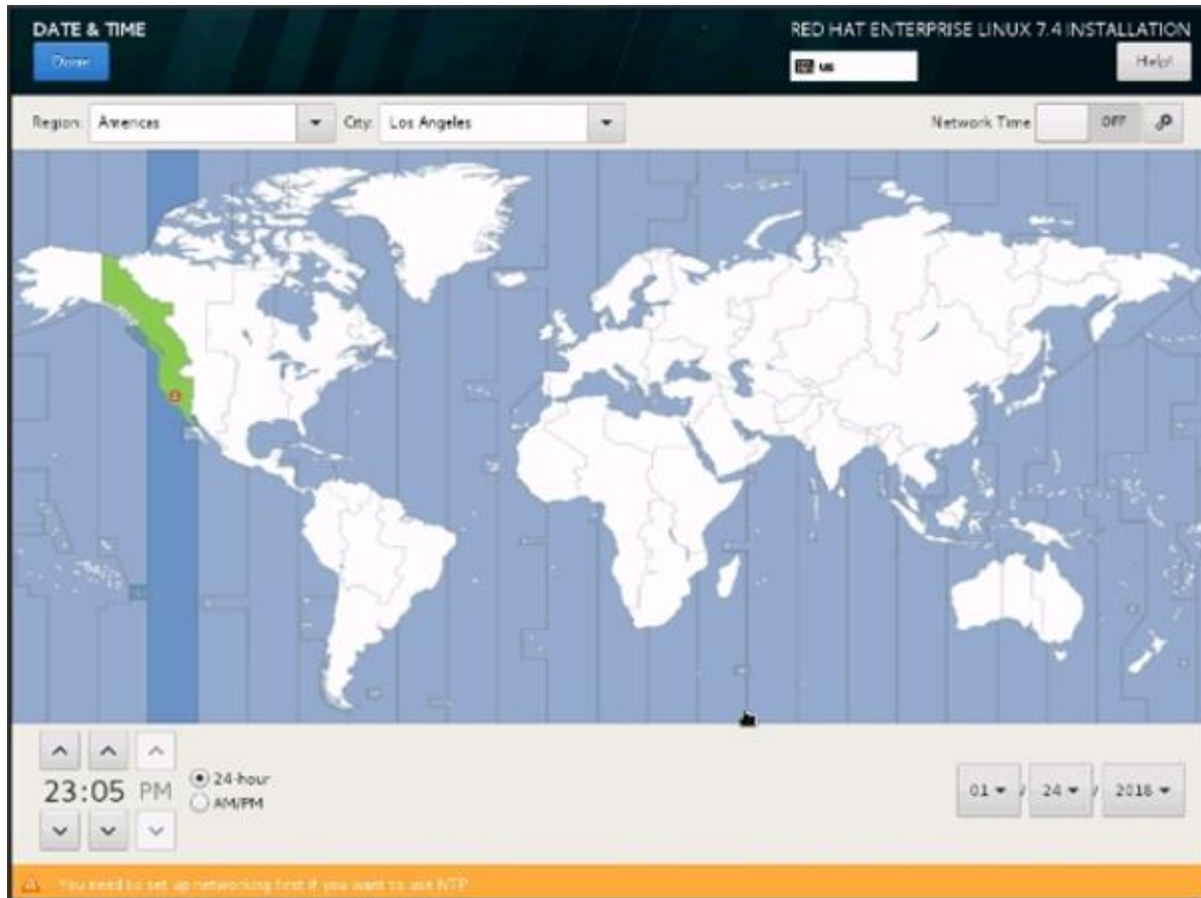 DATE & TIME
RED HAT ENTERPRISE LINUX 7.4 INSTALLATION
Done
us
Help!
Region: Americas City: Los Angeles Network Time OFF
23:05 PM
24-hour
AM/PM
01 / 24 / 2018
You need to set up networking first if you want to use NTP